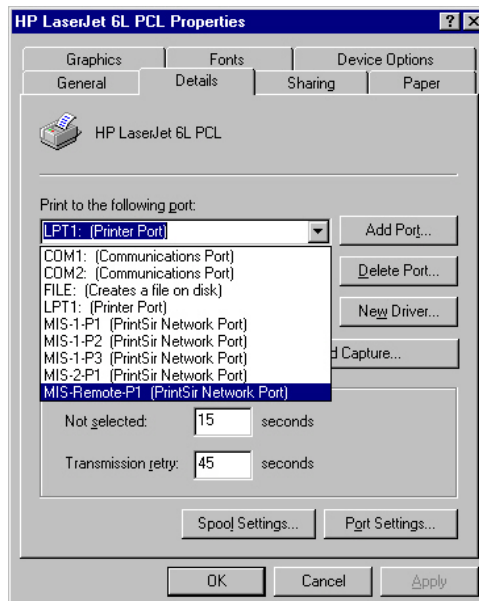 HP LaserJet 6L PCL Properties
Graphics Fonts Device Options
General Details Sharing Paper
HP LaserJet 6L PCL
Print to the following port:
LPT1: (Printer Port)
Add Port...
COM1: (Communications Port)
COM2: (Communications Port)
Delete Port...
FILE: (Creates a file on disk)
LPT1: (Printer Port)
New Driver...
MIS-1-P1 (PrintSir Network Port)
MIS-1-P2 (PrintSir Network Port)
MIS-1-P3 (PrintSir Network Port)
d Capture...
MIS-2-P1 (PrintSir Network Port)
MIS-Remote-P1 (PrintSir Network Port)
Not selected: 15 seconds
Transmission retry: 45 seconds
Spool Settings... Port Settings...
OK Cancel Apply